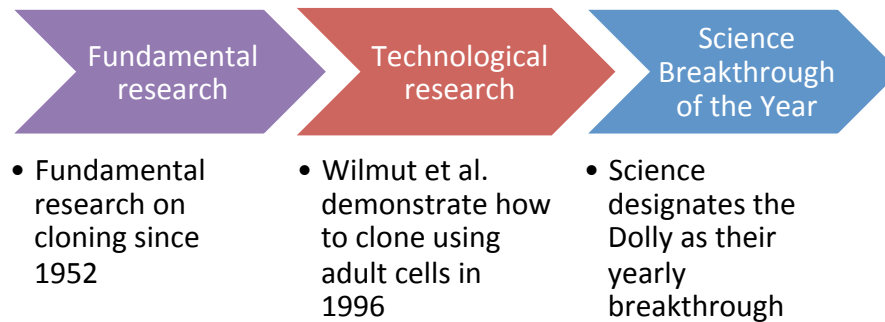 Fundamental
research
Technological
research
Science
Breakthrough
of the Year
• Fundamental
research on
cloning since
1952
• Wilmut et al.
demonstrate how
to clone using
adult cells in
1996
• Science
designates the
Dolly as their
yearly
breakthrough